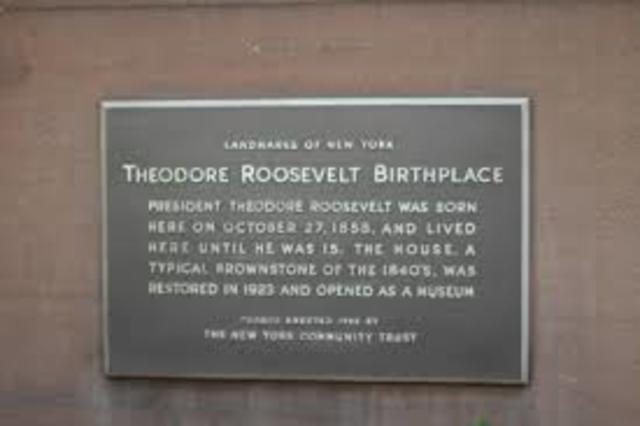 LANDMARKS OF NEW YORK
THEODORE ROOSEVELT BIRTHPLACE
PRESIDENT THEODORE ROOSEVELT WAS BORN
HERE ON OCTOBER 27, 1858, AND LIVED
HERE UNTIL HE WAS 15. THE HOUSE, A
TYPICAL BROWNSTONE OF THE 1840'S, WAS
RESTORED IN 1923 AND OPENED AS A MUSEUM
ERECTED BY
THE NEW YORK COMMUNITY TRUST